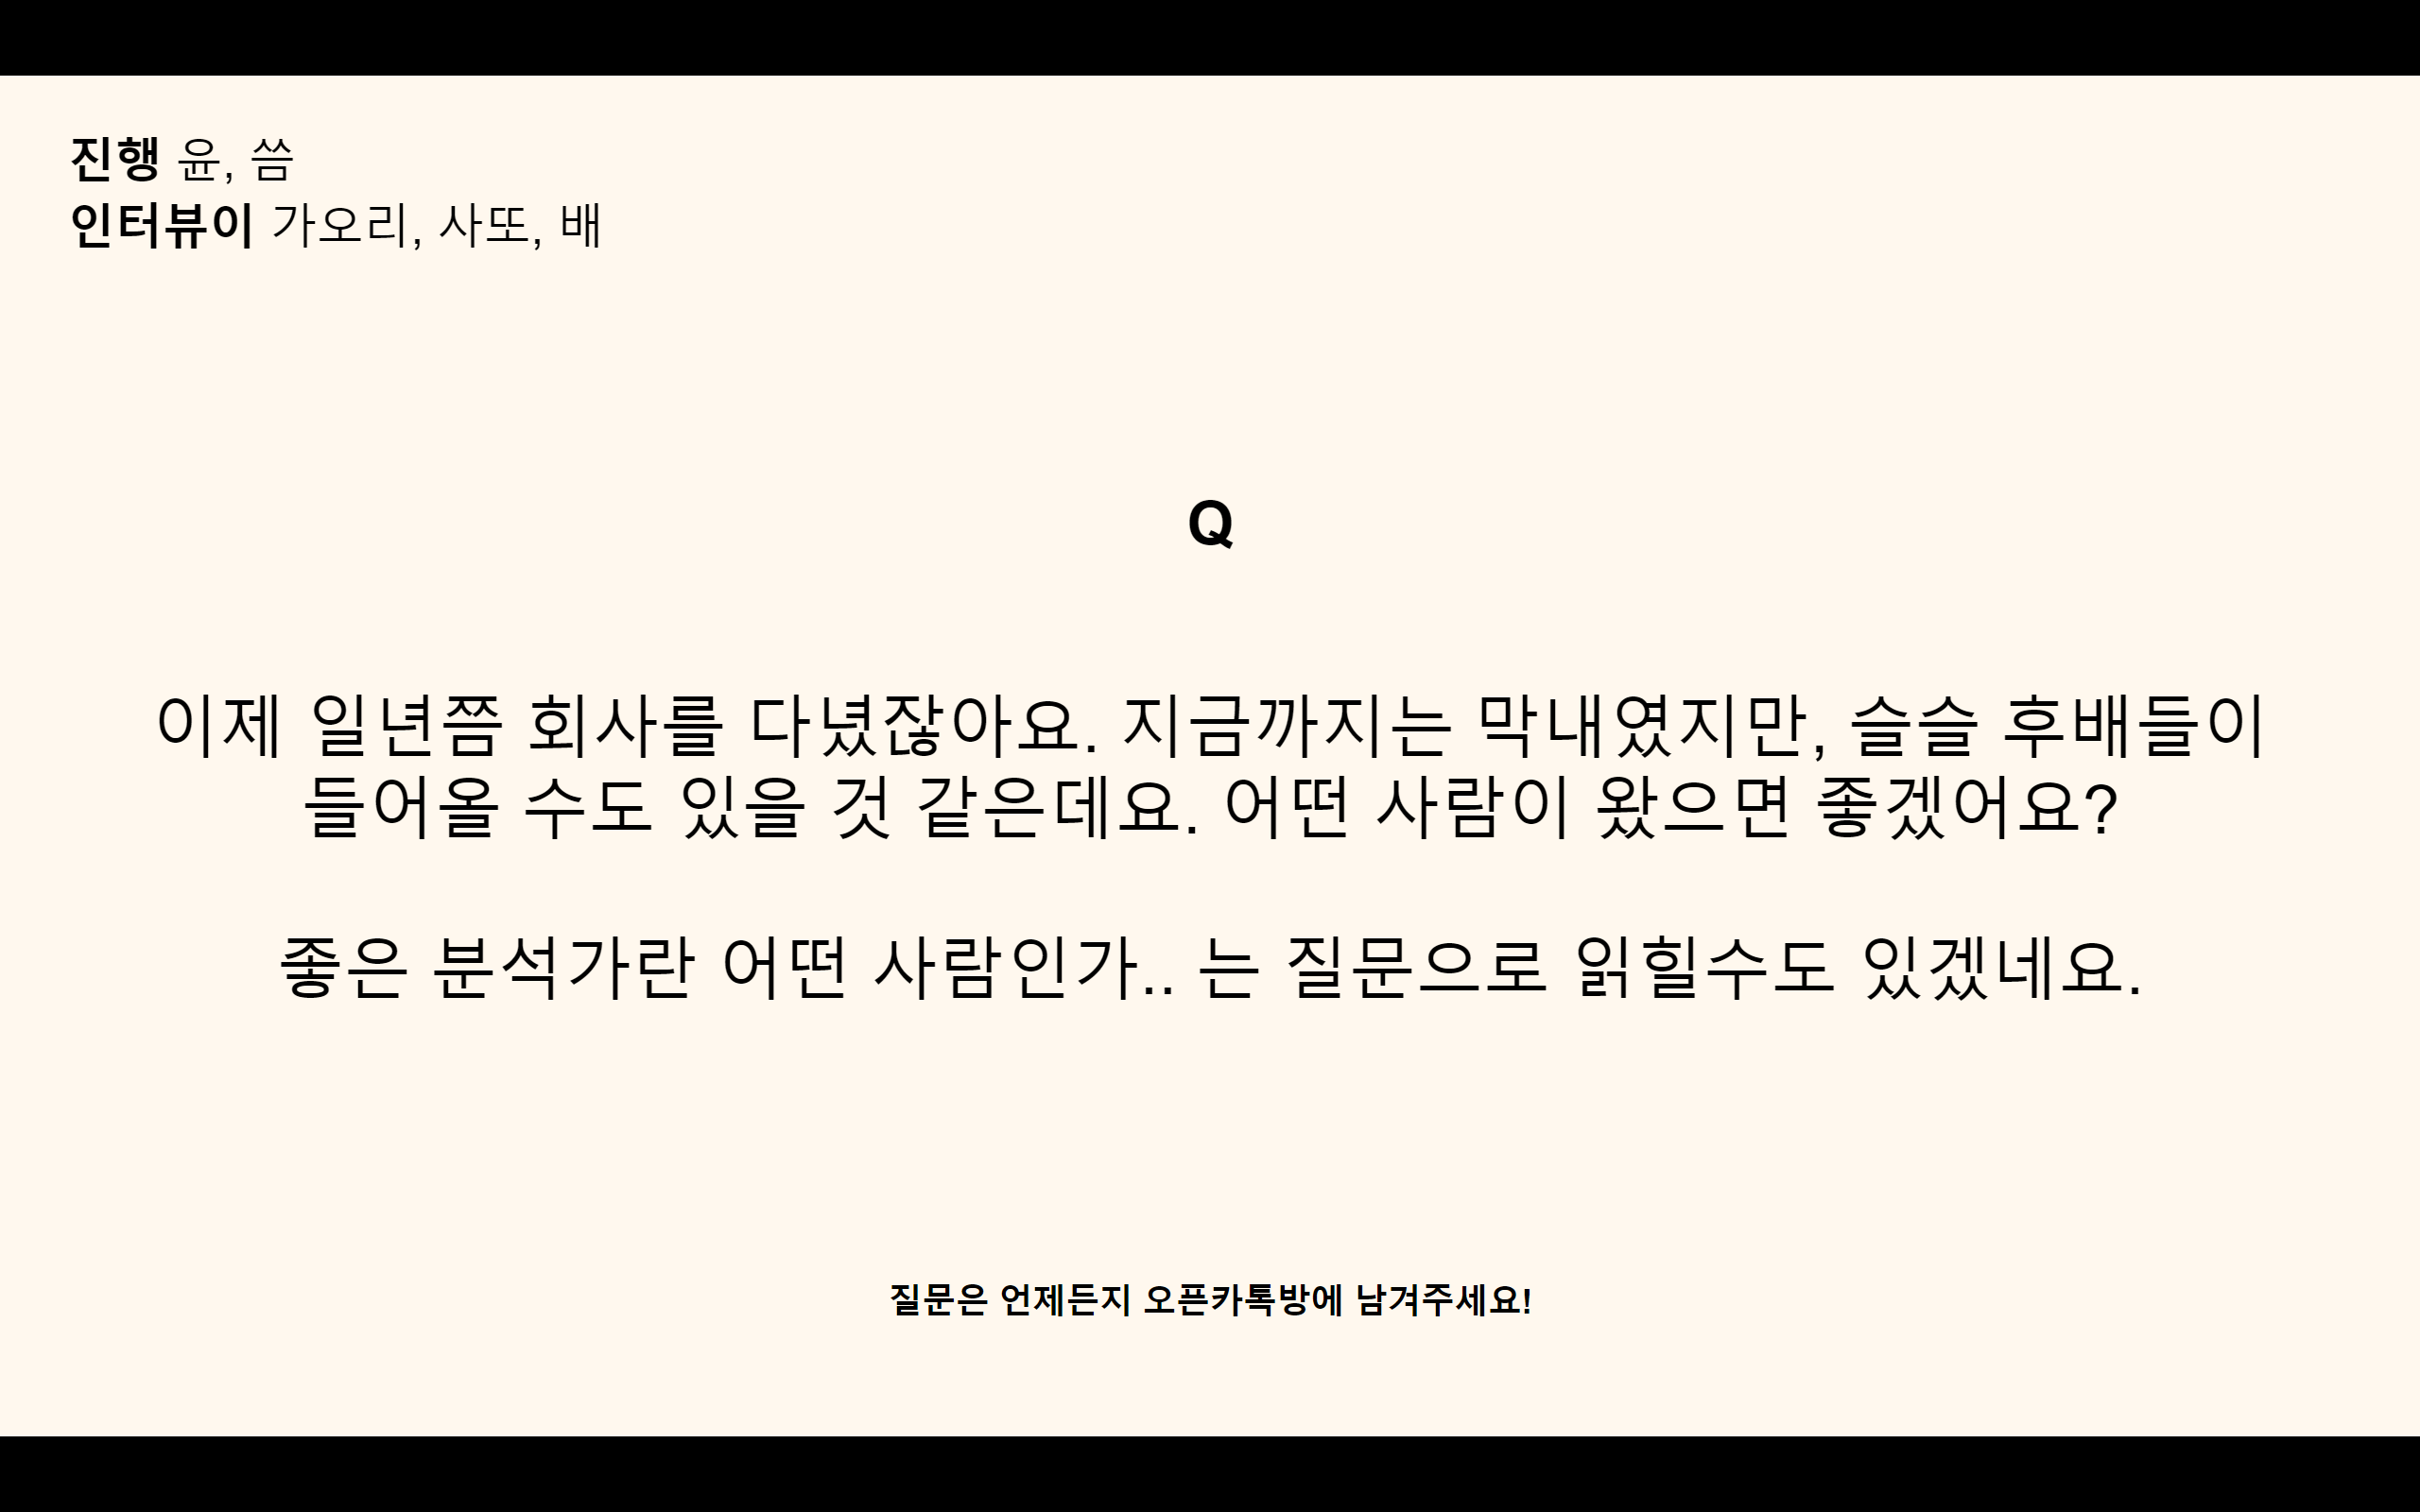 진행 윤, 씀
인터뷰이 가오리, 사또, 배
Q
이제 일년쯤 회사를 다녔잖아요. 지금까지는 막내였지만, 슬슬 후배들이
들어올 수도 있을 것 같은데요. 어떤 사람이 왔으면 좋겠어요?
좋은 분석가란 어떤 사람인가.. 는 질문으로 읽힐수도 있겠네요.
질문은 언제든지 오픈카톡방에 남겨주세요!